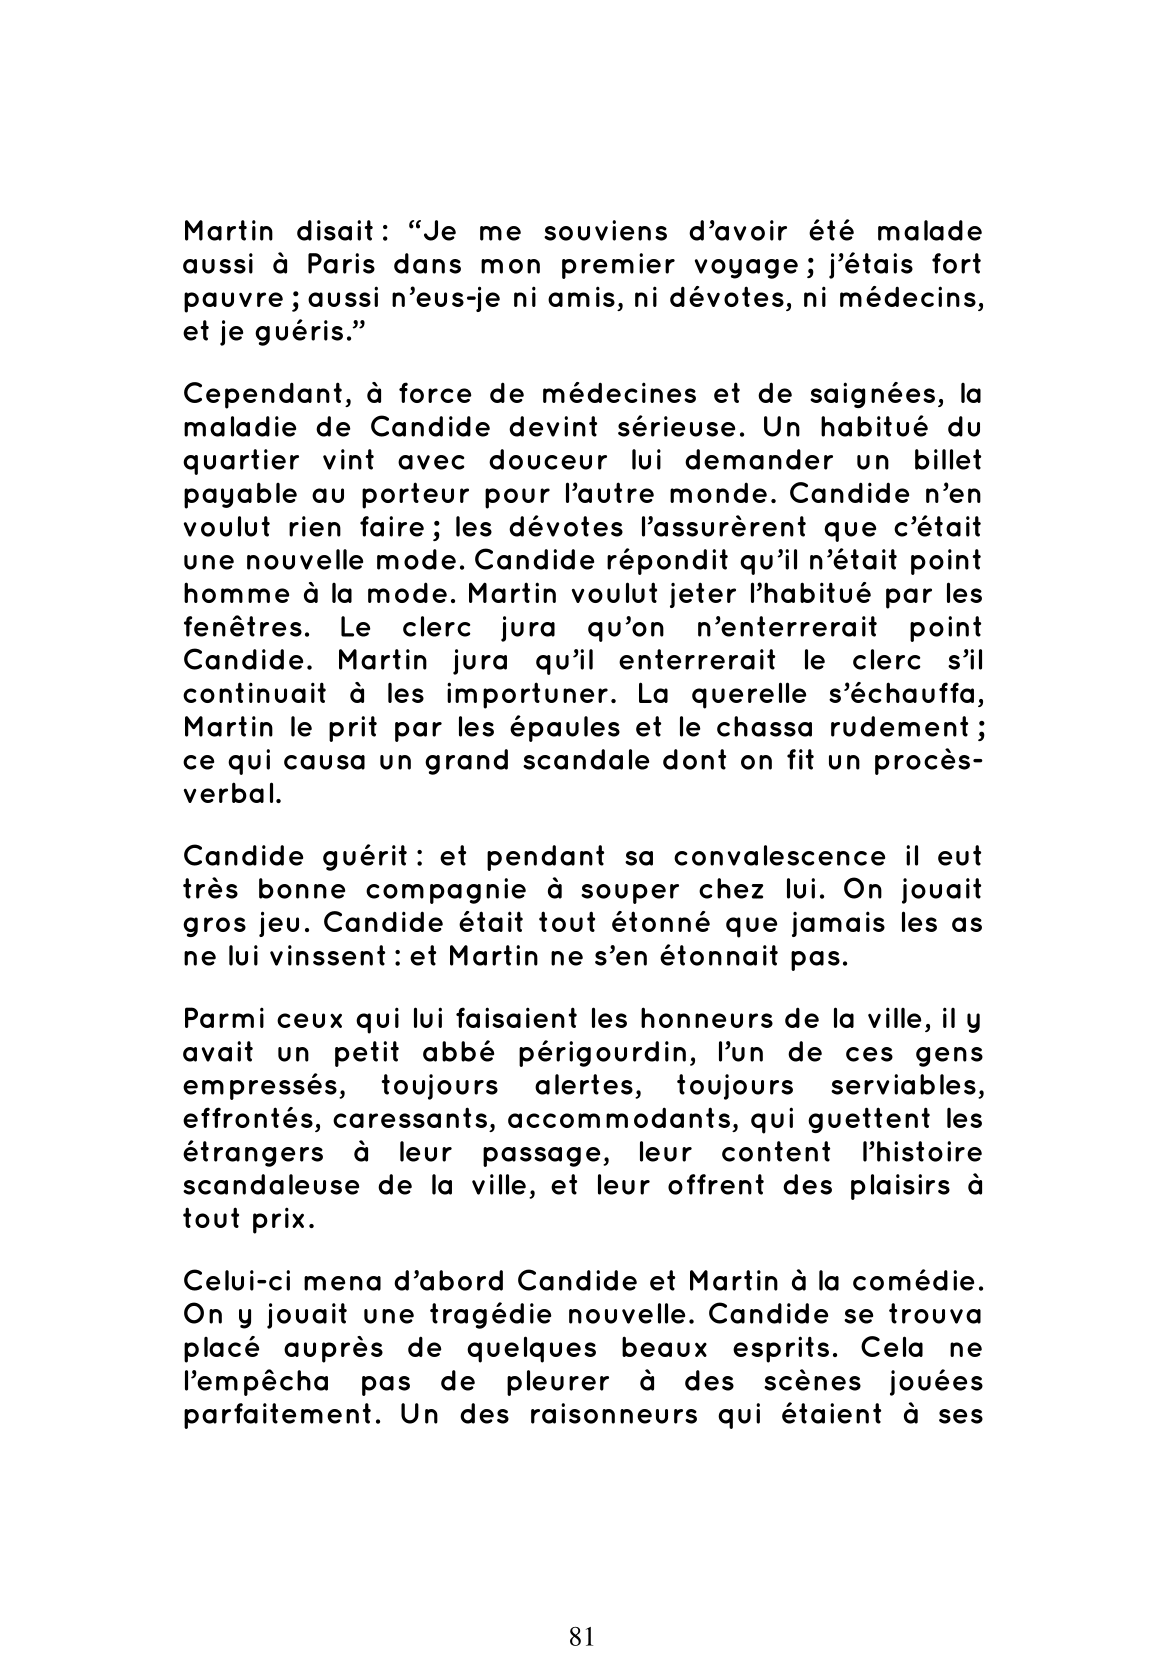 Martin disait : “Je me souviens d’avoir été malade
aussi à Paris dans mon premier voyage ; j’étais fort
pauvre ; aussi n’eus-je ni amis, ni dévotes, ni médecins,
et je guéris.”
Cependant, à force de médecines et de saignées, la
maladie de Candide devint sérieuse. Un habitué du
quartier vint avec douceur lui demander un billet
payable au porteur pour l’autre monde. Candide n’en
voulut rien faire ; les dévotes l’assurèrent que c’était
une nouvelle mode. Candide répondit qu’il n’était point
homme à la mode. Martin voulut jeter l’habitué par les
fenêtres. Le clerc jura qu’on n’enterrerait point
Candide. Martin jura qu’il enterrerait le clerc s’il
continuait à les importuner. La querelle s’échauffa,
Martin le prit par les épaules et le chassa rudement ;
ce qui causa un grand scandale dont on fit un procès-
verbal.
Candide guérit : et pendant sa convalescence il eut
très bonne compagnie à souper chez lui. On jouait
gros jeu. Candide était tout étonné que jamais les as
ne lui vinssent : et Martin ne s’en étonnait pas.
Parmi ceux qui lui faisaient les honneurs de la ville, il y
avait un petit abbé périgourdin, l’un de ces gens
empressés, toujours alertes, toujours serviables,
effrontés, caressants, accommodants, qui guettent les
étrangers à leur passage, leur content l’histoire
scandaleuse de la ville, et leur offrent des plaisirs à
tout prix.
Celui-ci mena d’abord Candide et Martin à la comédie.
On y jouait une tragédie nouvelle. Candide se trouva
placé auprès de quelques beaux esprits. Cela ne
l’empêcha pas de pleurer à des scènes jouées
parfaitement. Un des raisonneurs qui étaient à ses
81